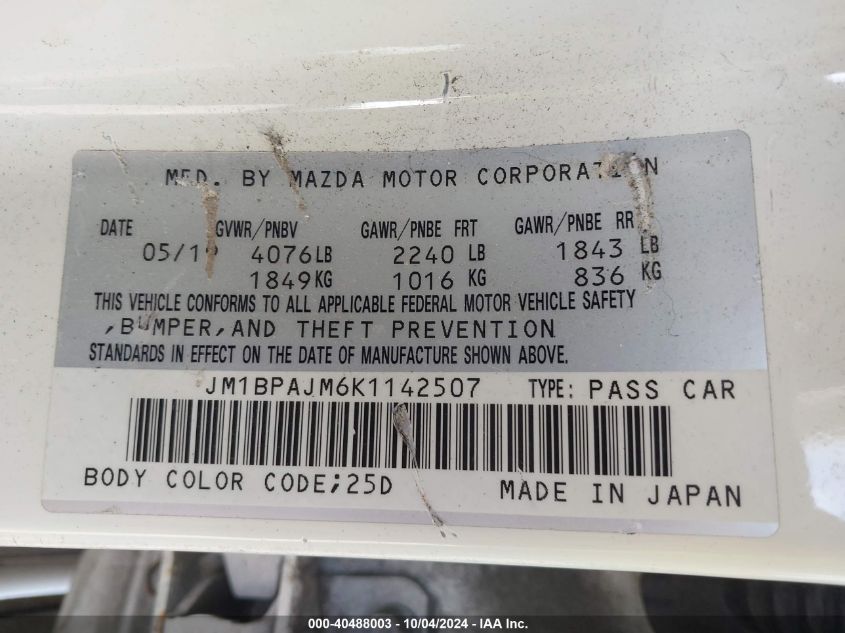 MFD. BY MAZDA MOTOR CORPORATION
DATE GVWR/PNBV GAWR/PNBE FRT GAWR/PNBE RR
05/19 4076LB 2240 LB 1843 LB
1849KG 1016 KG 836 KG
THIS VEHICLE CONFORMS TO ALL APPLICABLE FEDERAL MOTOR VEHICLE SAFETY
,BUMPER,AND THEFT PREVENTION
STANDARDS IN EFFECT ON THE DATE OF MANUFACTURE SHOWN ABOVE.
JM1BPAJM6K1142507 TYPE: PASS CAR
BODY COLOR CODE;25D MADE IN JAPAN
000-40488003 - 10/04/2024 - IAA Inc.